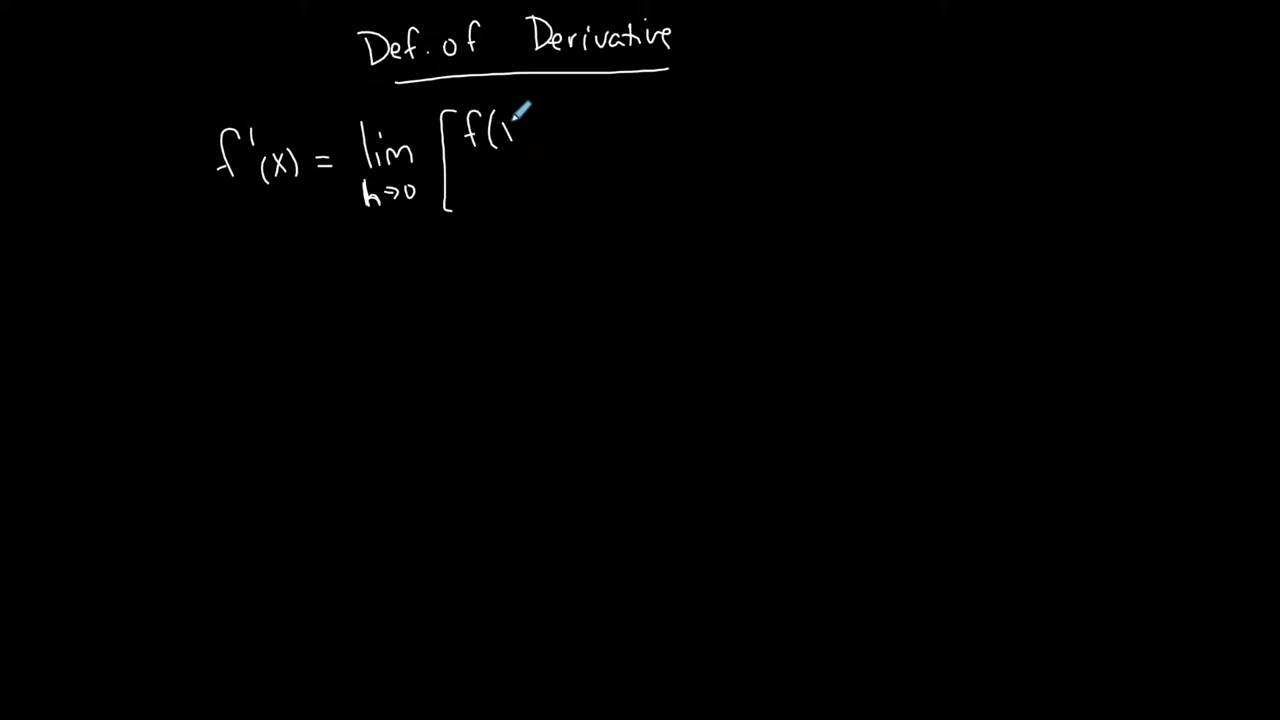 Def. of Derivative
f'(x) = lim [ f(
h→0